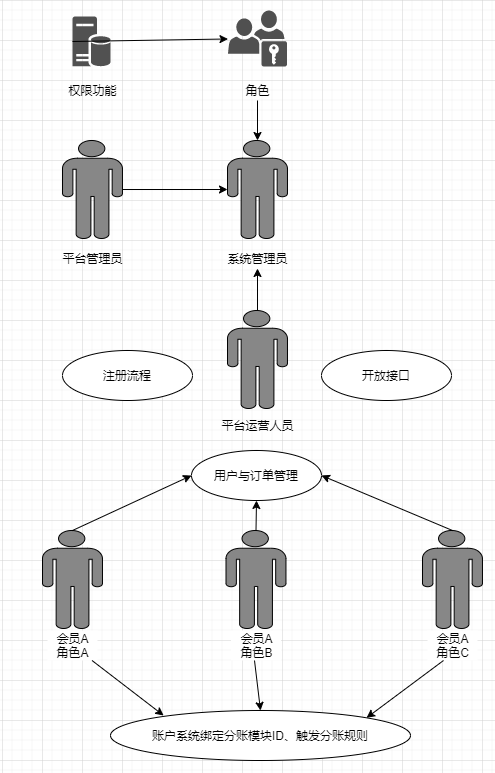 权限功能
角色
平台管理员
系统管理员
注册流程
开放接口
平台运营人员
用户与订单管理
会员A
角色A
会员A
角色B
会员A
角色C
账户系统绑定分账模块ID、触发分账规则